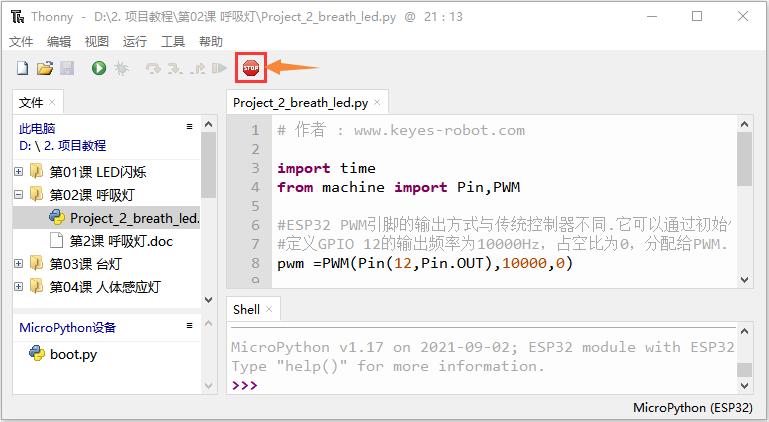 Thonny - D:\2. 项目教程\第02课 呼吸灯\Project_2_breath_led.py @ 21 : 13
文件 编辑 视图 运行 工具 帮助
STOP
文件
此电脑
D: \ 2. 项目教程
第01课 LED闪烁
第02课 呼吸灯
Project_2_breath_led.
第2课 呼吸灯.doc
第03课 台灯
第04课 人体感应灯
MicroPython设备
boot.py
Project_2_breath_led.py
1 # 作者 : www.keyes-robot.com
2
3 import time
4 from machine import Pin,PWM
5
6 #ESP32 PWM引脚的输出方式与传统控制器不同.它可以通过初始
7 #定义GPIO 12的输出频率为10000Hz，占空比为0，分配给PWM.
8 pwm =PWM(Pin(12,Pin.OUT),10000,0)
Shell
MicroPython v1.17 on 2021-09-02; ESP32 module with ESP32
Type "help()" for more information.
>>>
MicroPython (ESP32)